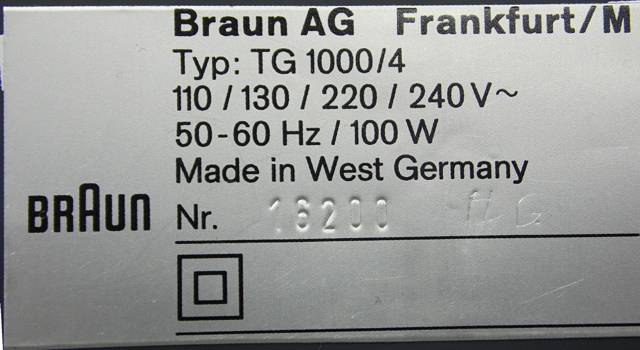 Braun AG Frankfurt/M
Typ: TG 1000/4
110 / 130 / 220 / 240 V~
50-60 Hz / 100 W
Made in West Germany
BRAUN
Nr. 16200